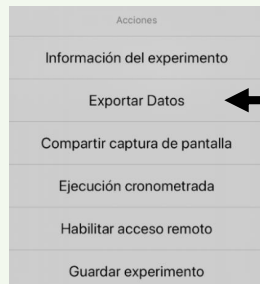 Acciones
Información del experimento
Exportar Datos
Compartir captura de pantalla
Ejecución cronometrada
Habilitar acceso remoto
Guardar experimento